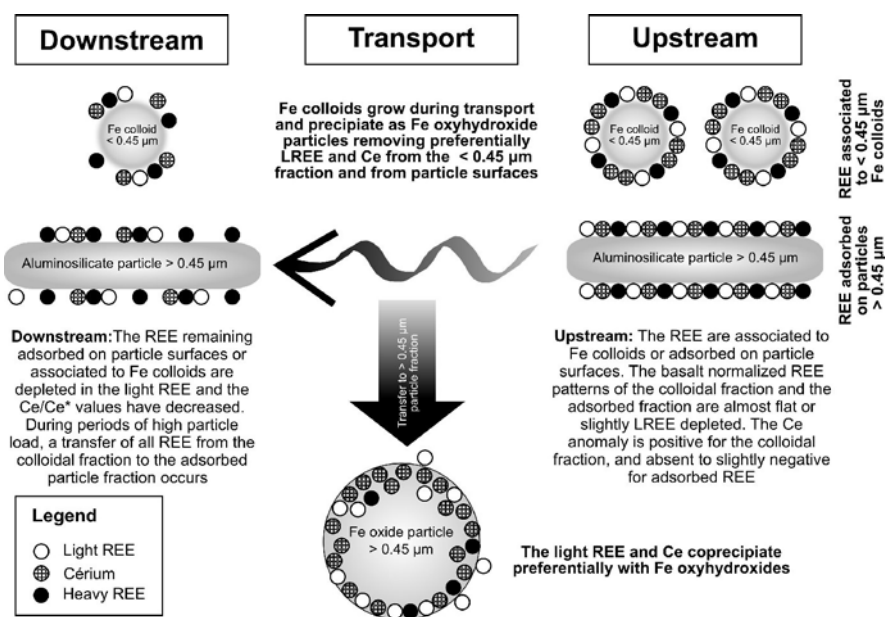 Downstream
Transport
Upstream
Fe colloid
< 0.45 µm
Fe colloids grow during transport
and precipiate as Fe oxyhydroxide
particles removing preferentially
LREE and Ce from the < 0.45 µm
fraction and from particle surfaces
Fe colloid
< 0.45 µm
Fe colloid
< 0.45 µm
REE associated
to < 0.45 µm
Fe colloids
Aluminosilicate particle > 0.45 µm
Aluminosilicate particle > 0.45 µm
REE adsorbed
on particles
> 0.45 µm
Downstream:The REE remaining
adsorbed on particle surfaces or
associated to Fe colloids are
depleted in the light REE and the
Ce/Ce* values have decreased.
During periods of high particle
load, a transfer of all REE from the
colloidal fraction to the adsorbed
particle fraction occurs
Transfer to > 0.45 µm
particle fraction
Upstream: The REE are associated to
Fe colloids or adsorbed on particle
surfaces. The basalt normalized REE
patterns of the colloidal fraction and the
adsorbed fraction are almost flat or
slightly LREE depleted. The Ce
anomaly is positive for the colloidal
fraction, and absent to slightly negative
for adsorbed REE
Legend
Light REE
Cérium
Heavy REE
Fe oxide particle
> 0.45 µm
The light REE and Ce coprecipiate
preferentially with Fe oxyhydroxides